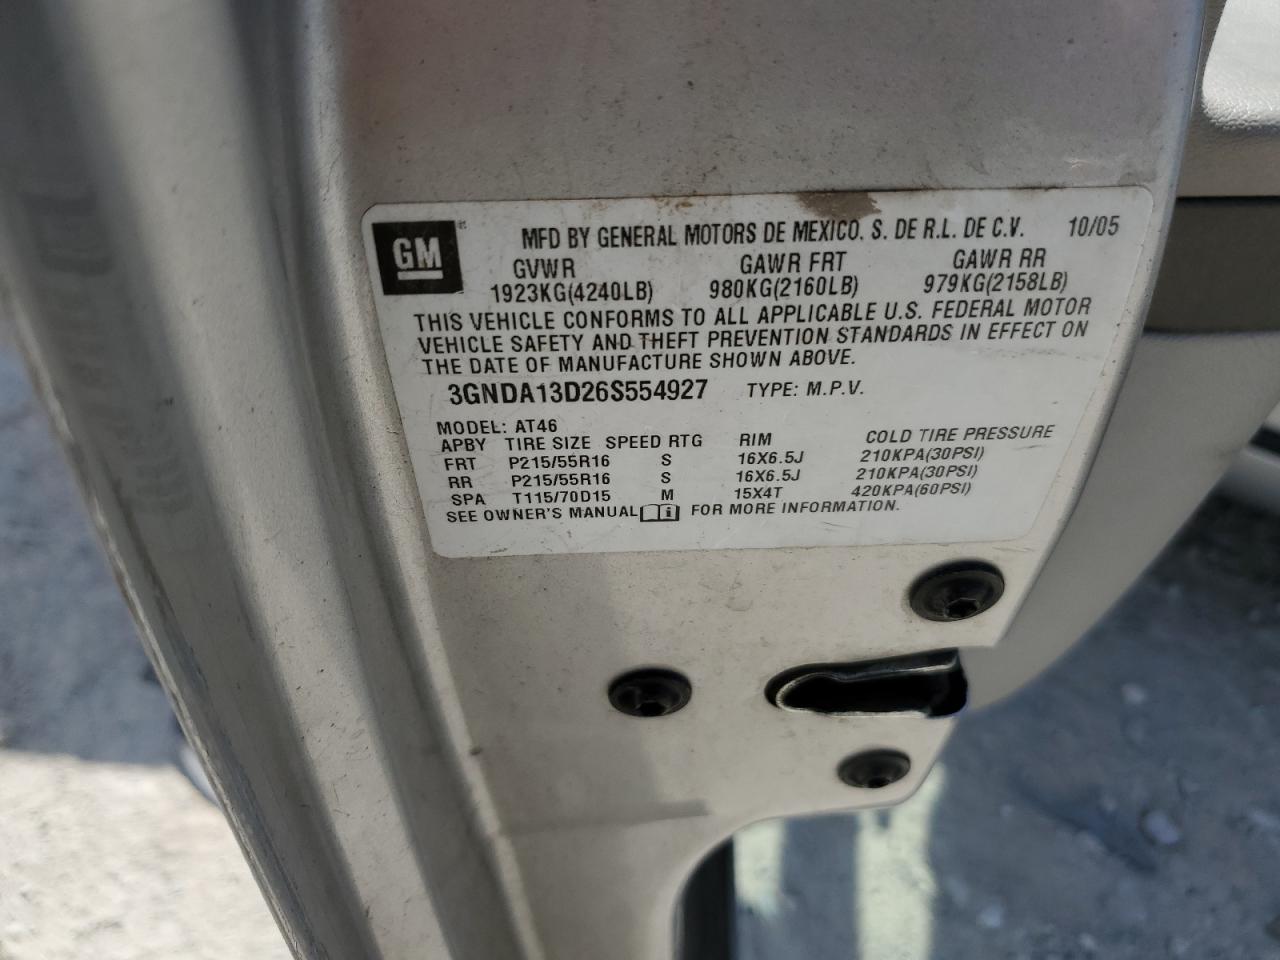 GM
MFD BY GENERAL MOTORS DE MEXICO. S. DE R.L. DE C.V. 10/05
GVWR GAWR FRT GAWR RR
1923KG(4240LB) 980KG(2160LB) 979KG(2158LB)
THIS VEHICLE CONFORMS TO ALL APPLICABLE U.S. FEDERAL MOTOR
VEHICLE SAFETY AND THEFT PREVENTION STANDARDS IN EFFECT ON
THE DATE OF MANUFACTURE SHOWN ABOVE.
3GNDA13D26S554927 TYPE: M.P.V.
MODEL: AT46
APBY TIRE SIZE SPEED RTG RIM COLD TIRE PRESSURE
FRT P215/55R16 S 16X6.5J 210KPA(30PSI)
RR P215/55R16 S 16X6.5J 210KPA(30PSI)
SPA T115/70D15 M 15X4T 420KPA(60PSI)
SEE OWNER'S MANUAL FOR MORE INFORMATION.